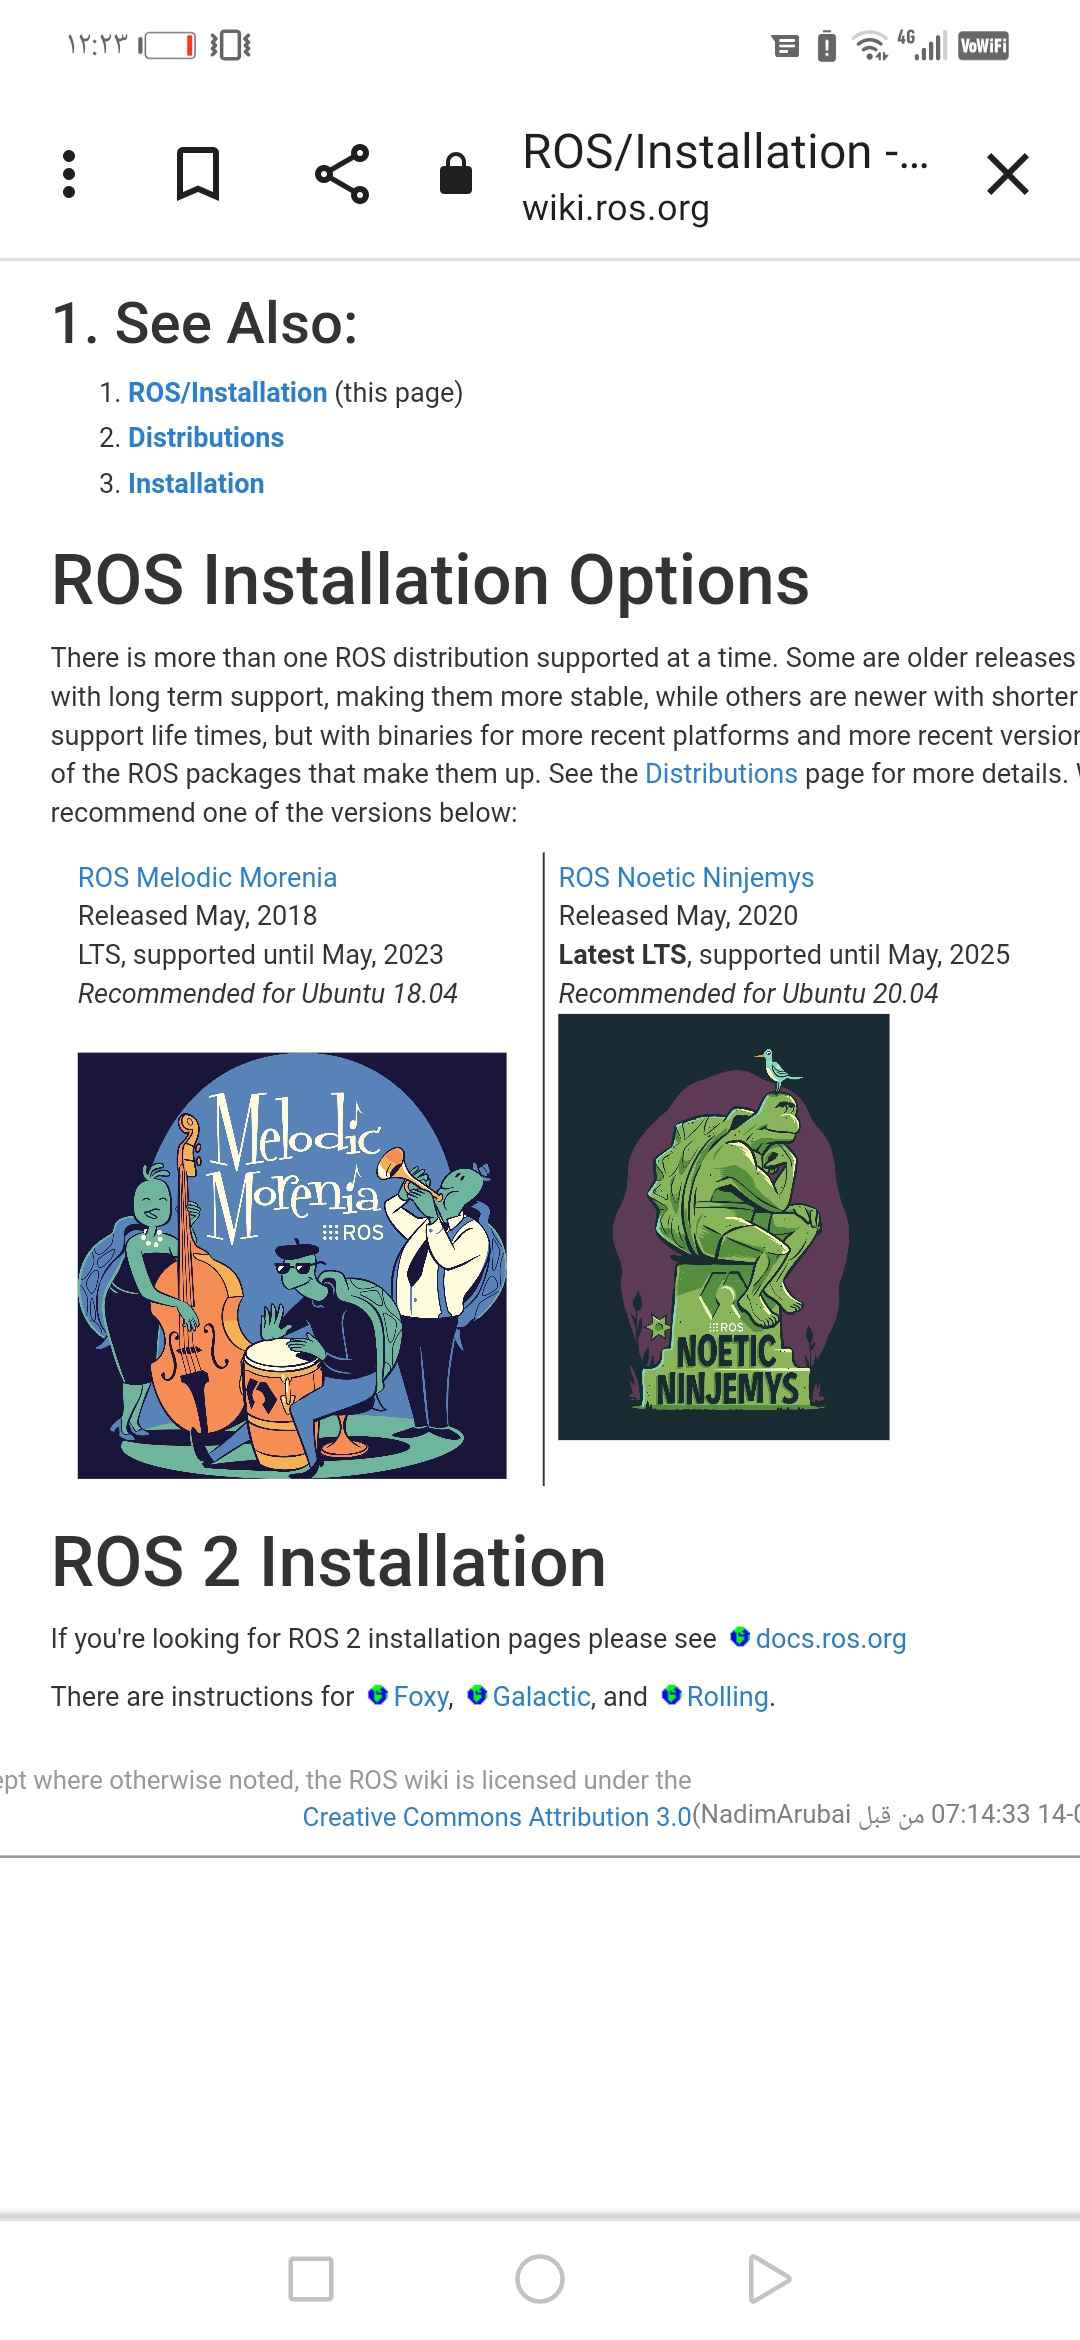 ١٢:٢٣
4G
VoWiFi
ROS/Installation -...
wiki.ros.org
1. See Also:
1. ROS/Installation (this page)
2. Distributions
3. Installation
ROS Installation Options
There is more than one ROS distribution supported at a time. Some are older releases
with long term support, making them more stable, while others are newer with shorter
support life times, but with binaries for more recent platforms and more recent version
of the ROS packages that make them up. See the Distributions page for more details.
recommend one of the versions below:
ROS Melodic Morenia
Released May, 2018
LTS, supported until May, 2023
Recommended for Ubuntu 18.04
Melodic
Morenia
ROS
ROS Noetic Ninjemys
Released May, 2020
Latest LTS, supported until May, 2025
Recommended for Ubuntu 20.04
ROS
NOETIC
NINJEMYS
ROS 2 Installation
If you're looking for ROS 2 installation pages please see docs.ros.org
There are instructions for Foxy, Galactic, and Rolling.
ept where otherwise noted, the ROS wiki is licensed under the
Creative Commons Attribution 3.0(NadimArubai من قبل 07:14:33 14-0